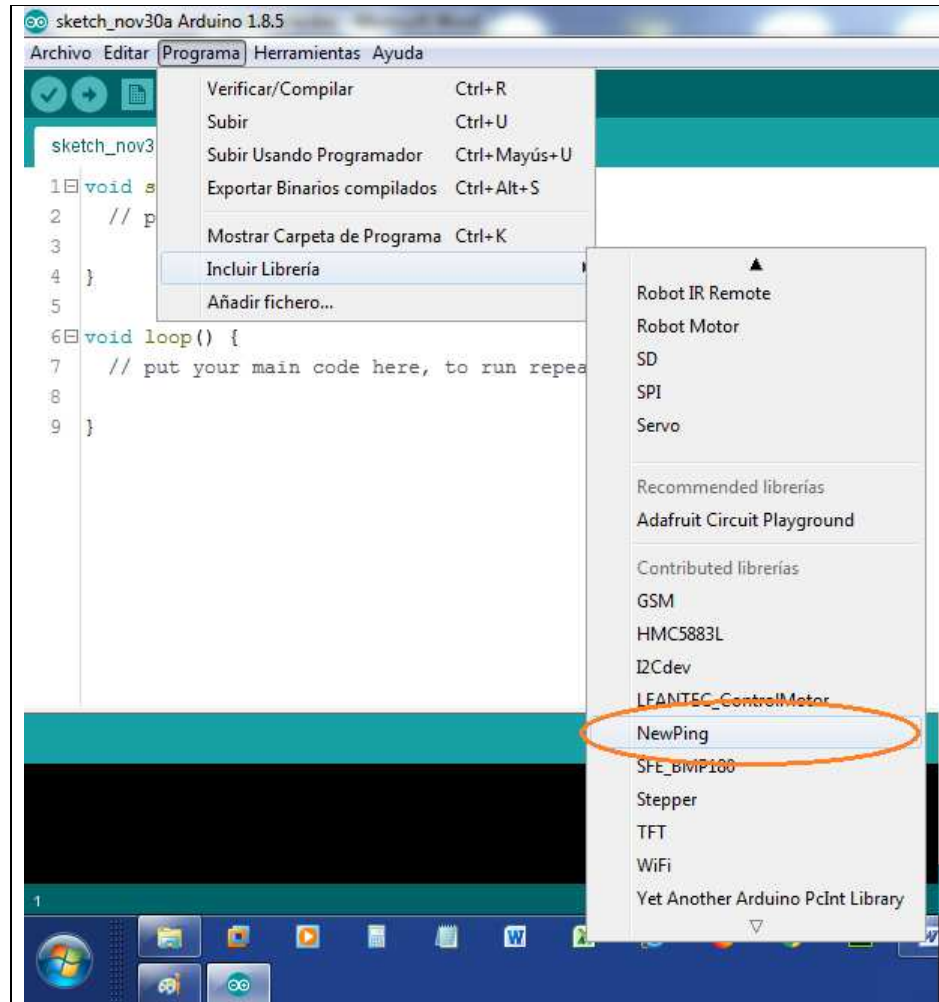 sketch_nov30a Arduino 1.8.5
Archivo Editar Programa Herramientas Ayuda
Verificar/Compilar Ctrl+R
Subir Ctrl+U
Subir Usando Programador Ctrl+Mayús+U
Exportar Binarios compilados Ctrl+Alt+S
Mostrar Carpeta de Programa Ctrl+K
Incluir Librería
Añadir fichero...
sketch_nov3
1 void s
2 // p
3
4 }
5
6 void loop() {
7 // put your main code here, to run repea
8
9 }
Robot IR Remote
Robot Motor
SD
SPI
Servo
Recommended librerías
Adafruit Circuit Playground
Contributed librerías
GSM
HMC5883L
I2Cdev
LEANTEC_ControlMotor
NewPing
SFE_BMP180
Stepper
TFT
WiFi
Yet Another Arduino PcInt Library
1